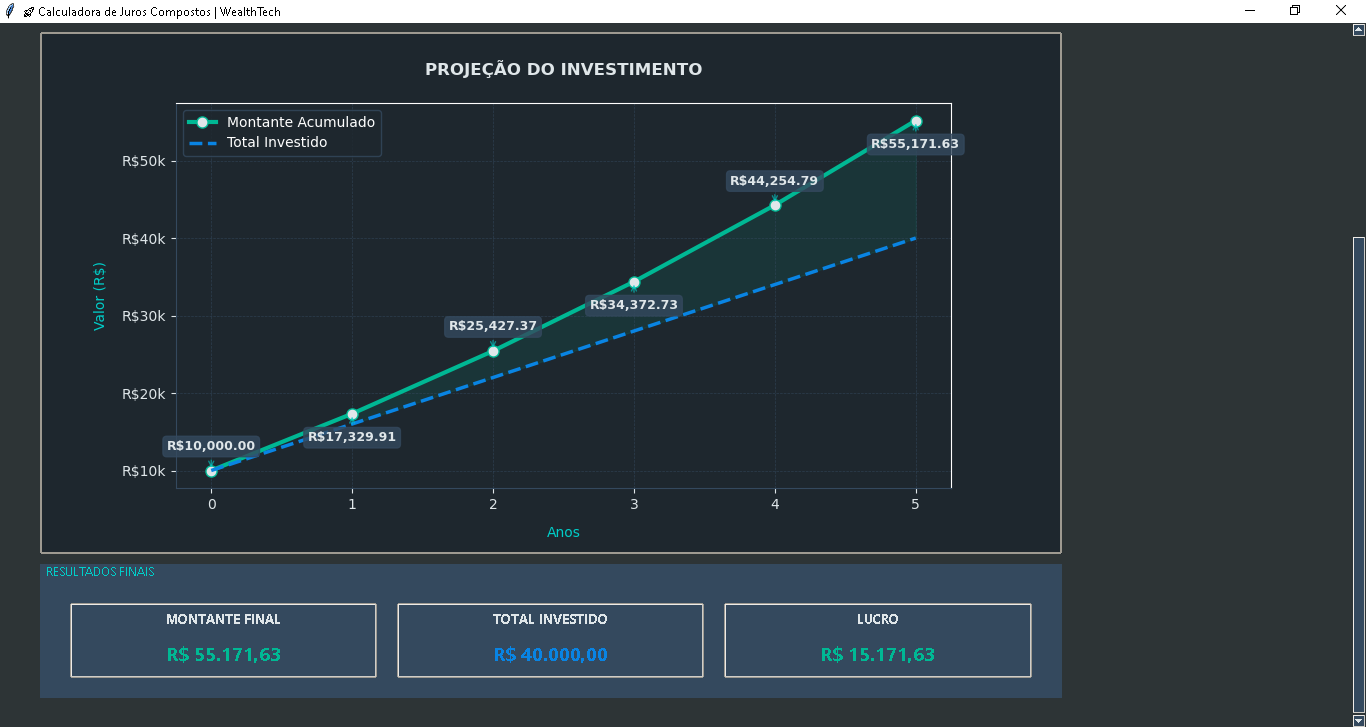 Calculadora de Juros Compostos | WealthTech
PROJEÇÃO DO INVESTIMENTO
Montante Acumulado
Total Investido
Valor (R$)
R$50k
R$40k
R$30k
R$20k
R$10k
R$10,000.00
R$17,329.91
R$25,427.37
R$34,372.73
R$44,254.79
R$55,171.63
0 1 2 3 4 5
Anos
RESULTADOS FINAIS
MONTANTE FINAL
R$ 55.171,63
TOTAL INVESTIDO
R$ 40.000,00
LUCRO
R$ 15.171,63